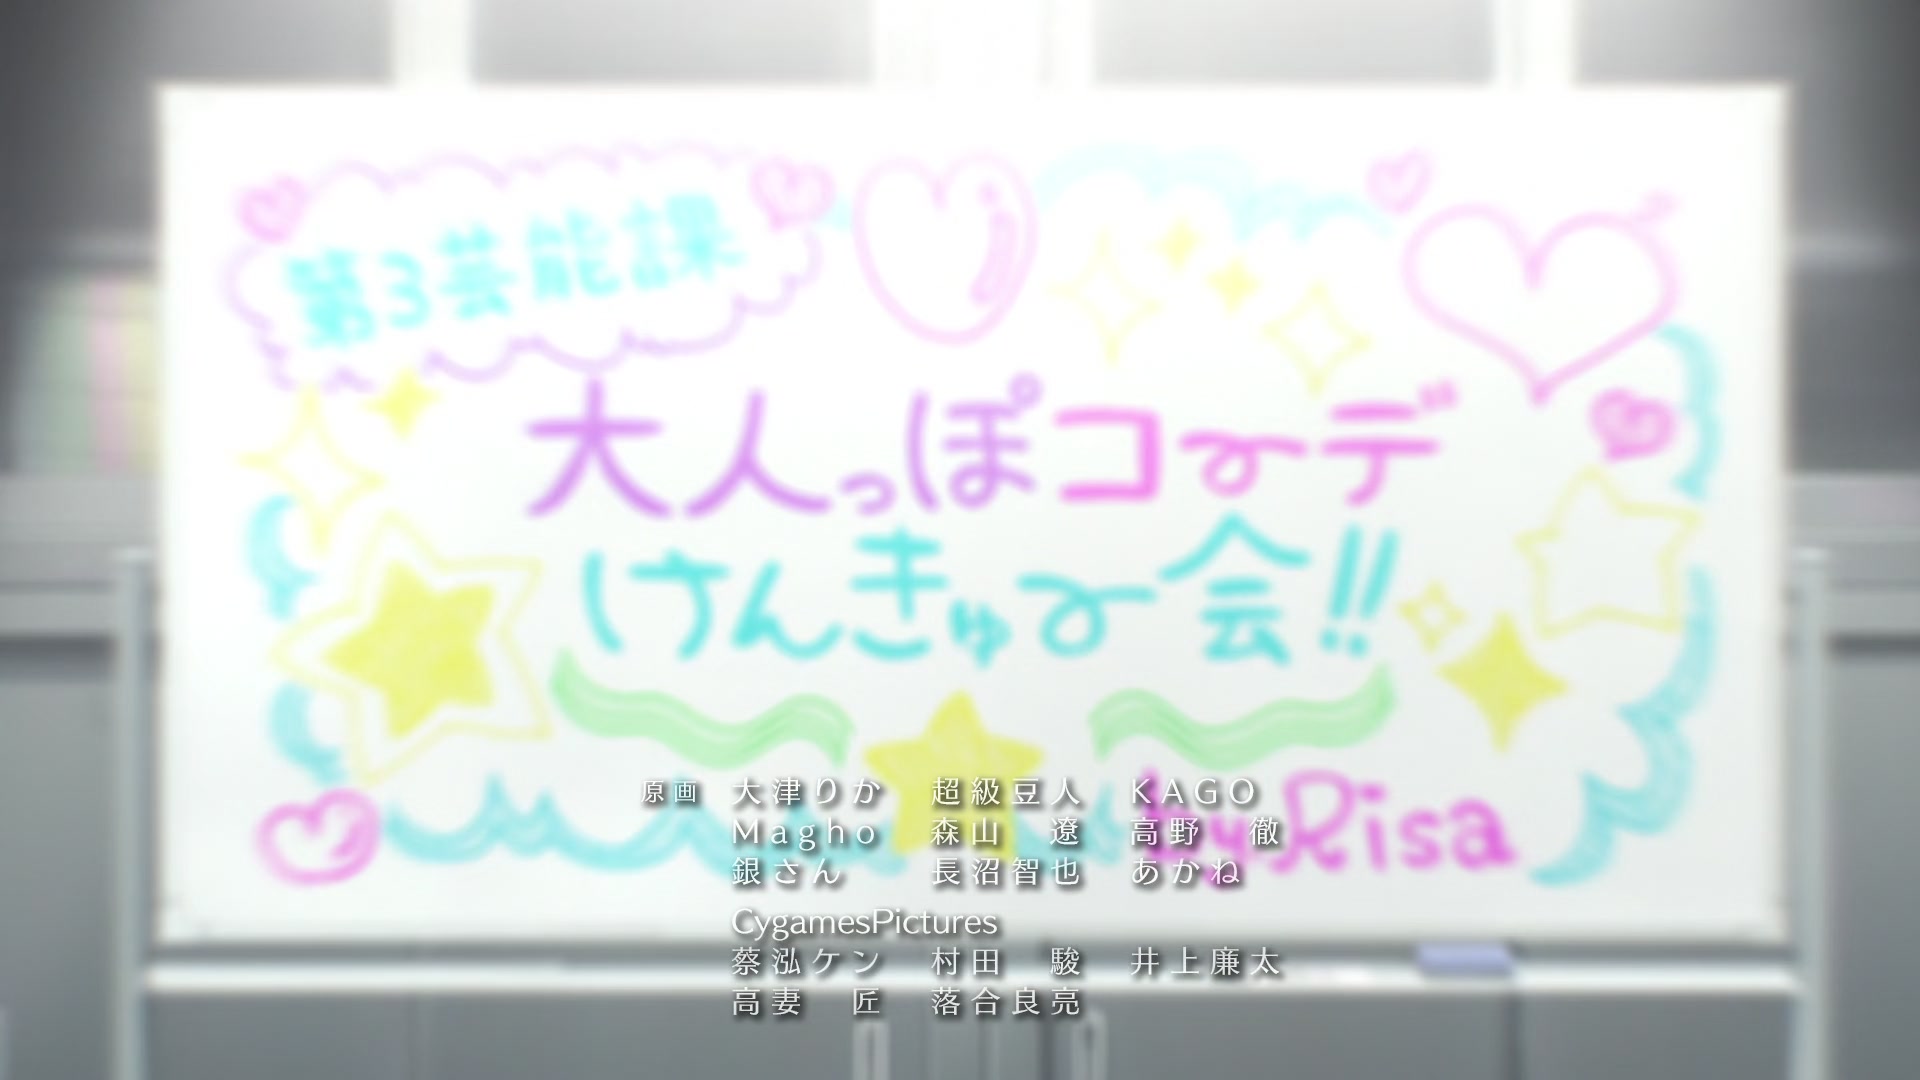 第3芸能課
大人っぽコーデ
けんきゅー会!!
by Risa
原画 大津りか 超級豆人 KAGO
Magho 森山 遼 高野 徹
銀さん 長沼智也 あかね
CygamesPictures
蔡泓ケン 村田 駿 井上廉太
高妻 匠 落合良亮